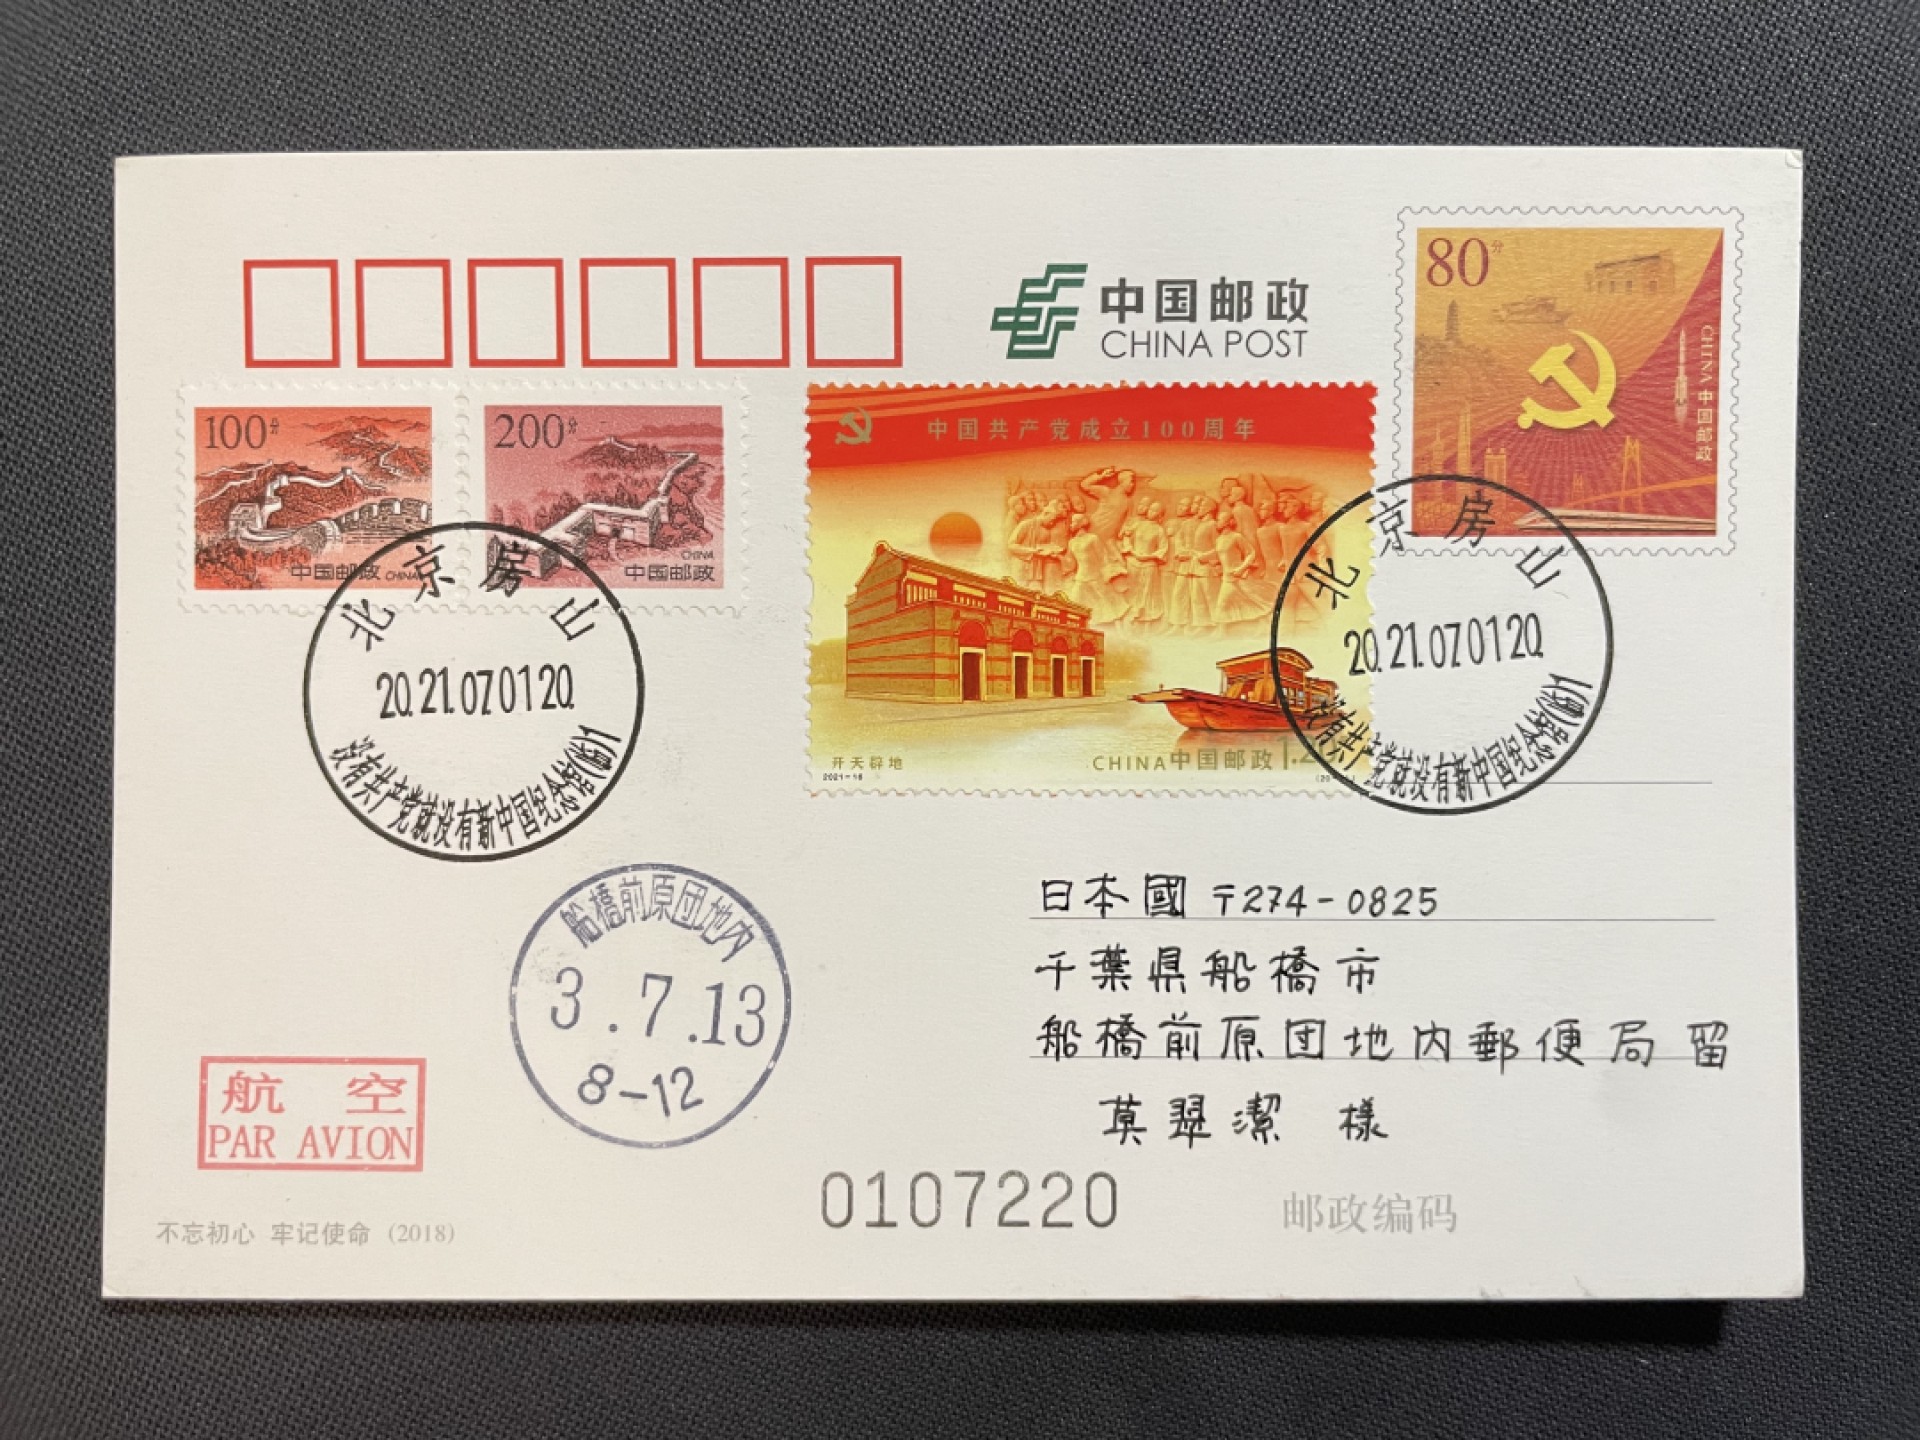 中国邮政
CHINA POST
80分
CHINA 中国邮政
100分
中国邮政 CHINA
200分
CHINA
中国邮政
中国共产党成立100周年
开天辟地
2021-16
CHINA中国邮政
北京房山
20.21.07.01 20.
没有共产党就没有新中国纪念馆(临)1
北京房山
20.21.07.01 20.
没有共产党就没有新中国纪念馆(临)1
船橋前原団地内
3.7.13
8-12
日本國 〒274-0825
千葉県船橋市
船橋前原団地内郵便局留
莫翠潔 様
航 空
PAR AVION
0107220
邮政编码
不忘初心 牢记使命 (2018)